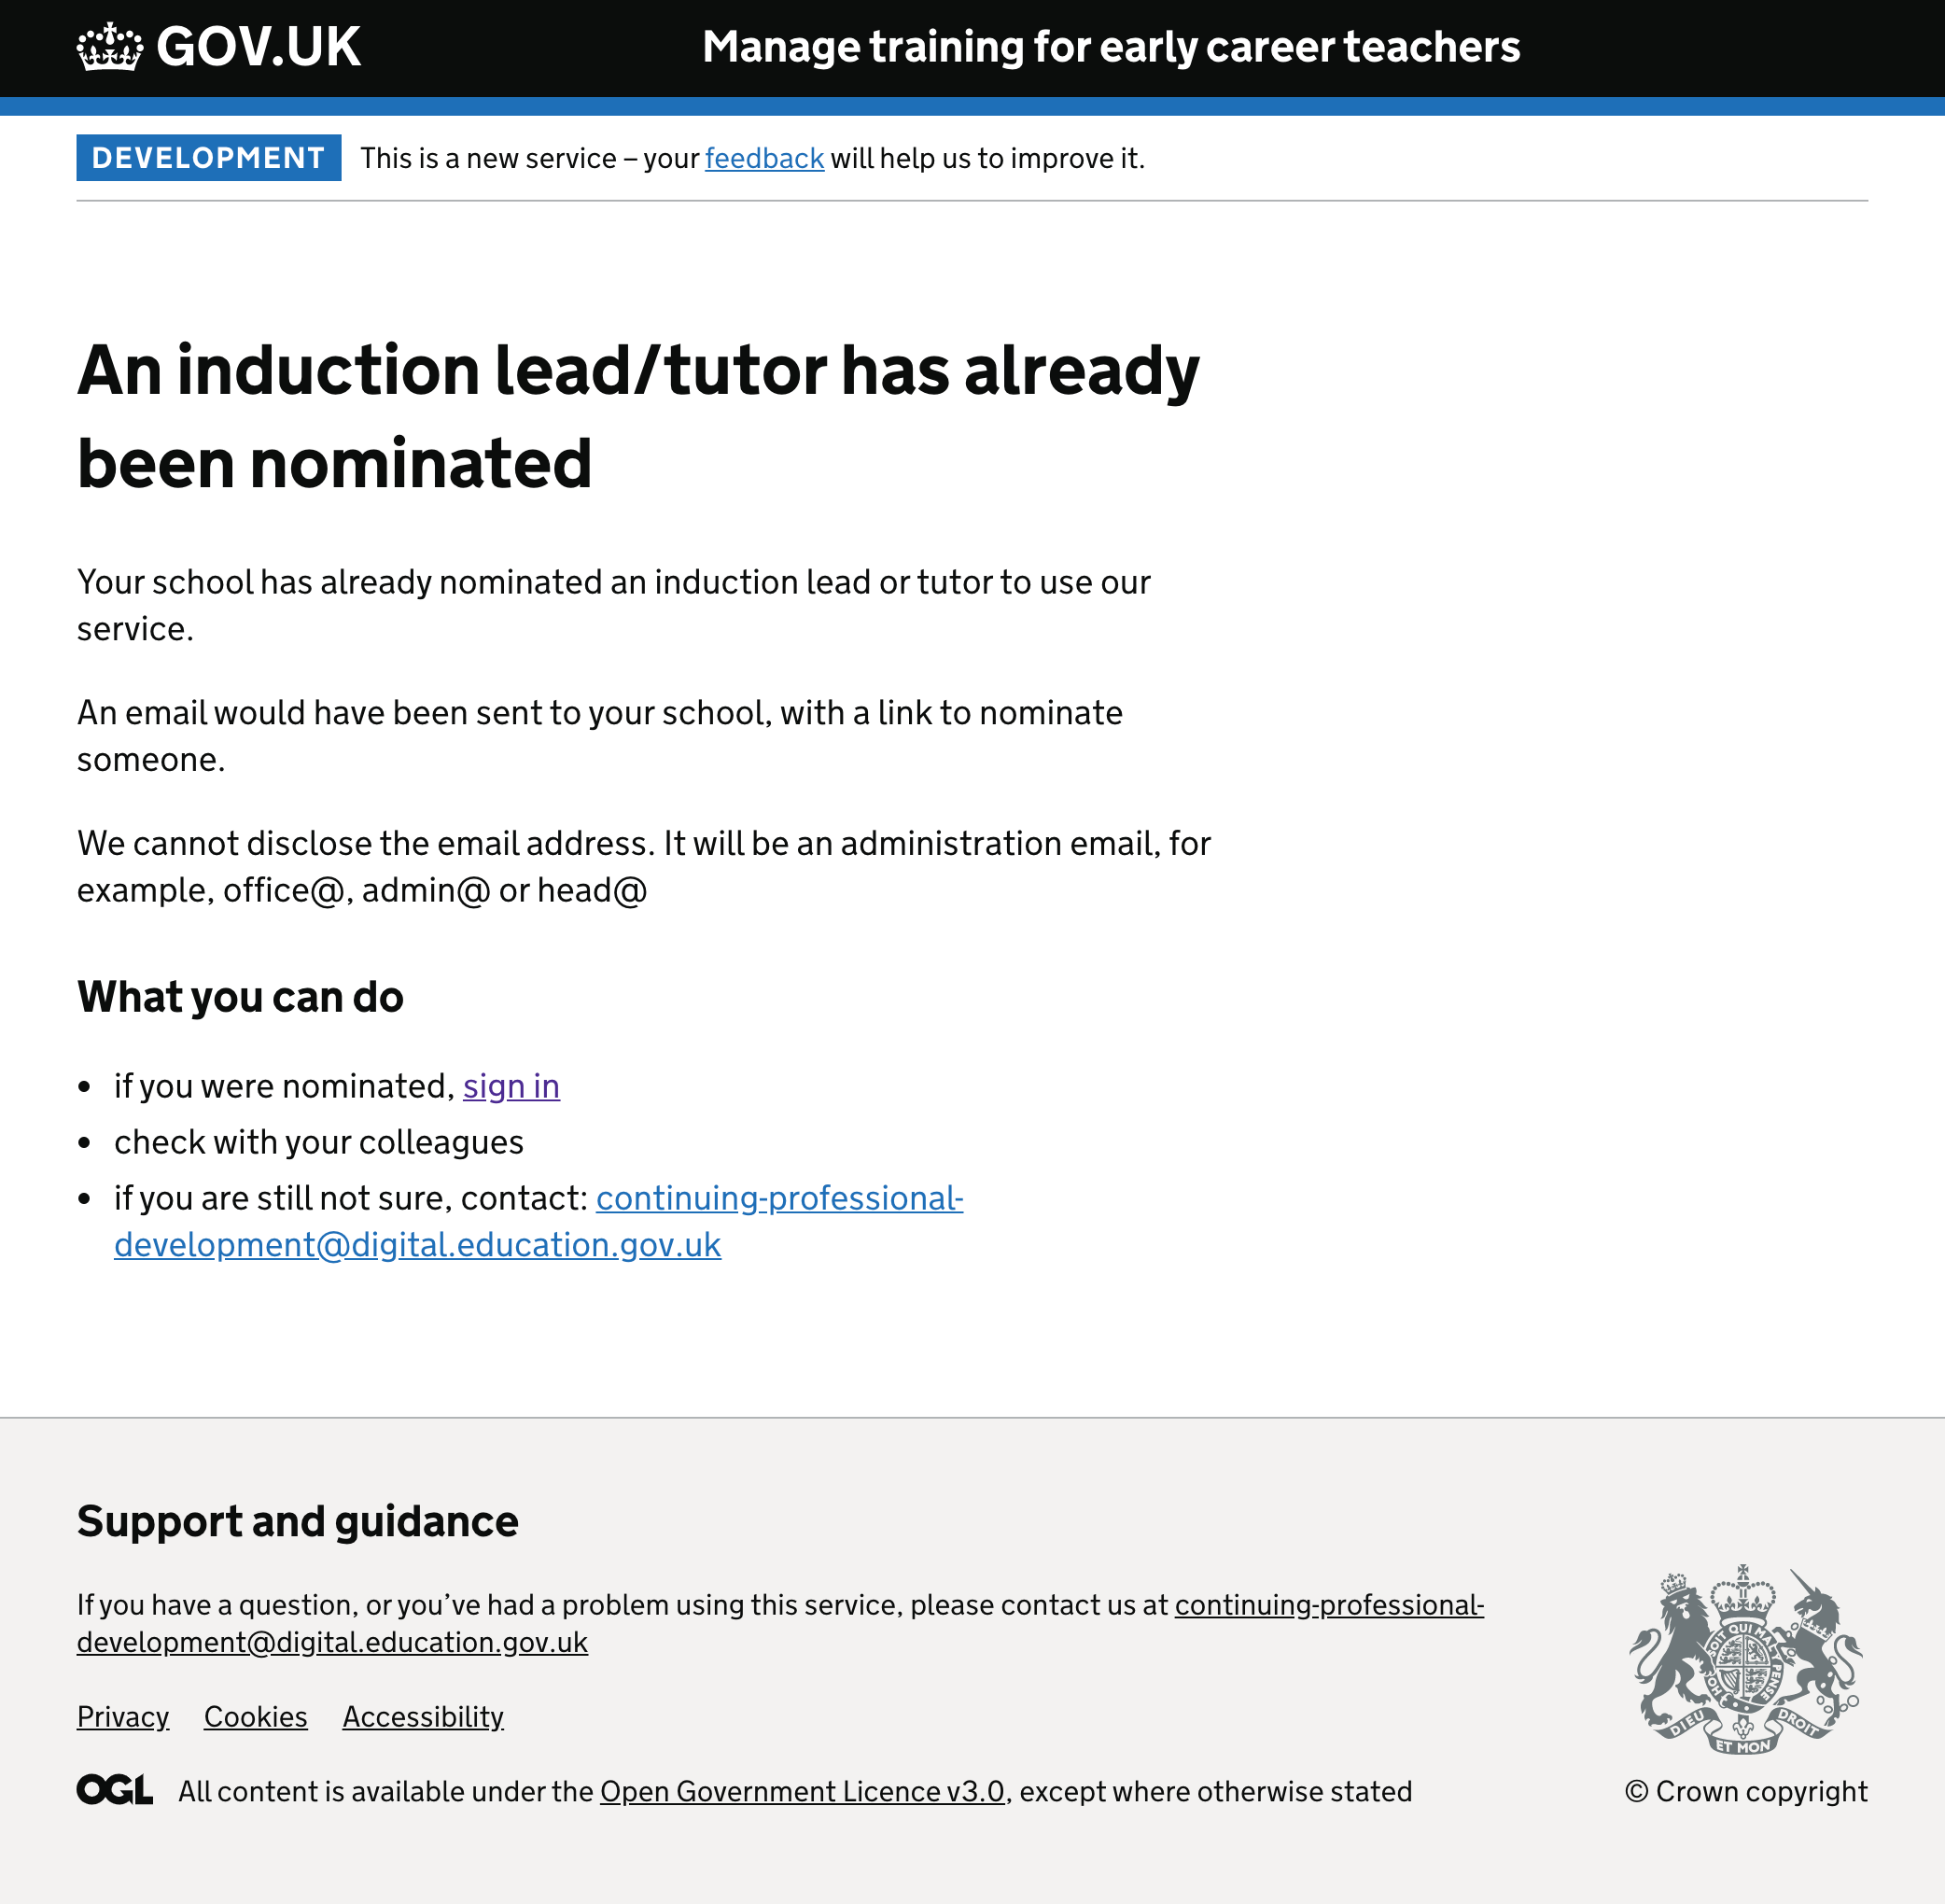 GOV.UK
Manage training for early career teachers
DEVELOPMENT This is a new service – your feedback will help us to improve it.
An induction lead/tutor has already
been nominated
Your school has already nominated an induction lead or tutor to use our
service.
An email would have been sent to your school, with a link to nominate
someone.
We cannot disclose the email address. It will be an administration email, for
example, office@, admin@ or head@
What you can do
• if you were nominated, sign in
• check with your colleagues
• if you are still not sure, contact: continuing-professional-
development@digital.education.gov.uk
Support and guidance
If you have a question, or you’ve had a problem using this service, please contact us at continuing-professional-
development@digital.education.gov.uk
Privacy Cookies Accessibility
OGL All content is available under the Open Government Licence v3.0, except where otherwise stated
SOIT QUI MAL
PENSE
DIEU ET MON DROIT
© Crown copyright